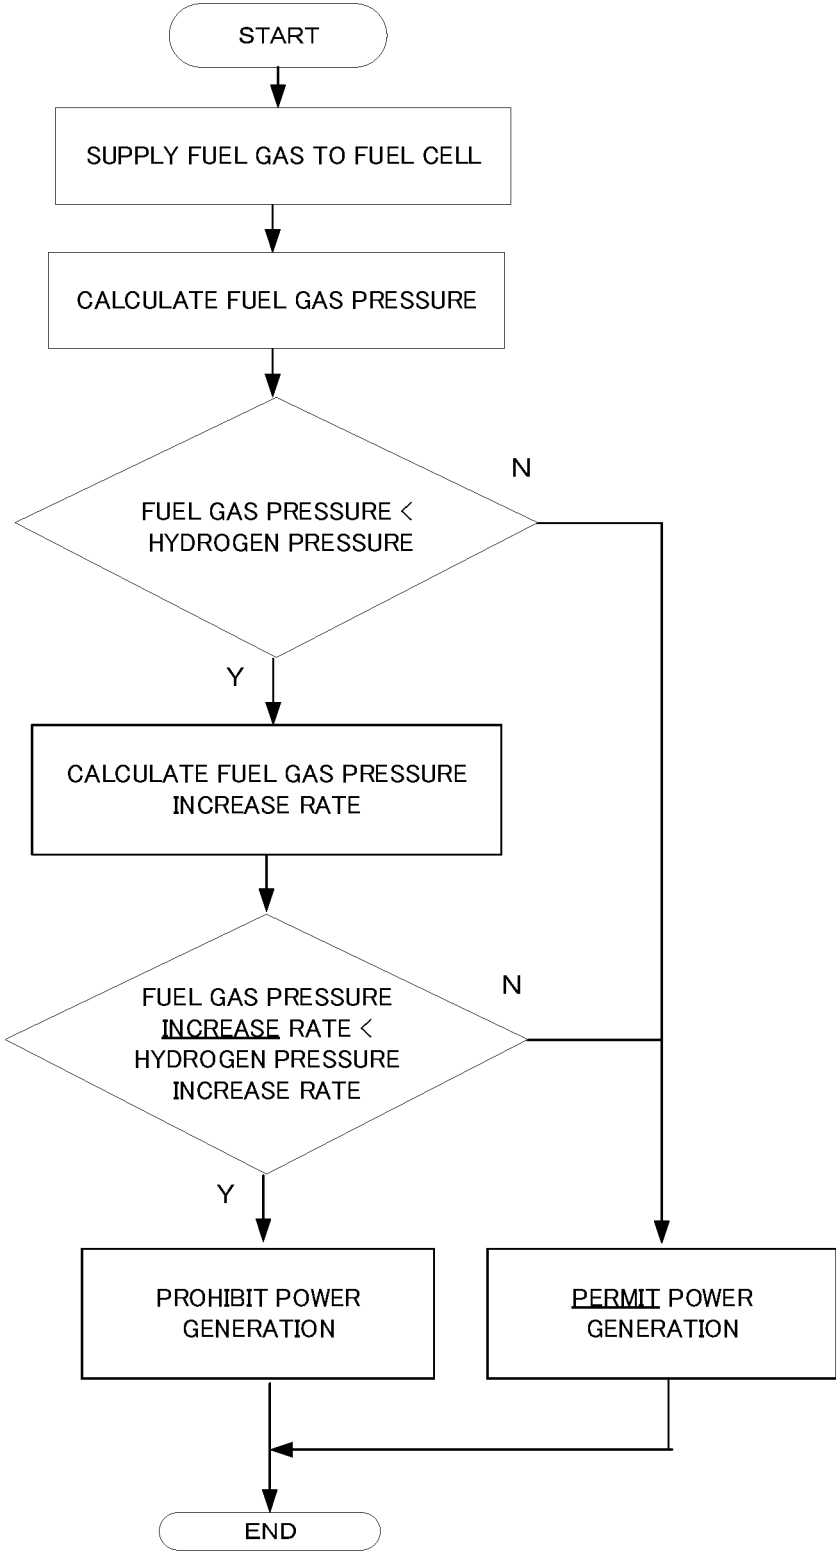 START
SUPPLY FUEL GAS TO FUEL CELL
CALCULATE FUEL GAS PRESSURE
N
FUEL GAS PRESSURE <
HYDROGEN PRESSURE
Y
CALCULATE FUEL GAS PRESSURE
INCREASE RATE
N
FUEL GAS PRESSURE
INCREASE RATE <
HYDROGEN PRESSURE
INCREASE RATE
Y
PROHIBIT POWER
GENERATION
PERMIT POWER
GENERATION
END